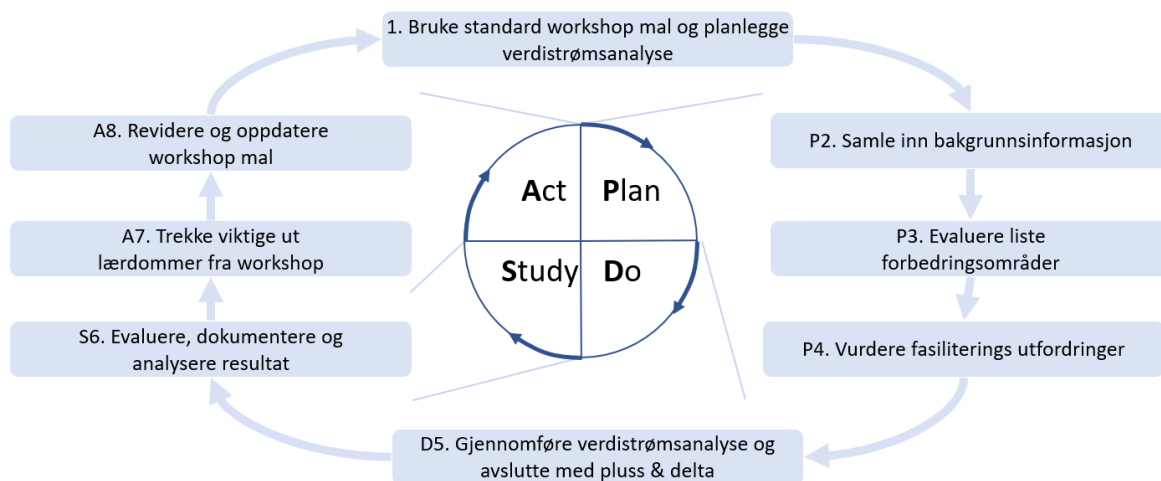 1. Bruke standard workshop mal og planlegge
verdistrømsanalyse
P2. Samle inn bakgrunnsinformasjon
P3. Evaluere liste
forbedringsområder
P4. Vurdere fasiliterings utfordringer
D5. Gjennomføre verdistrømsanalyse og
avslutte med pluss & delta
S6. Evaluere, dokumentere og
analysere resultat
A7. Trekke viktige ut
lærdommer fra workshop
A8. Revidere og oppdatere
workshop mal
Act
Plan
Study
Do